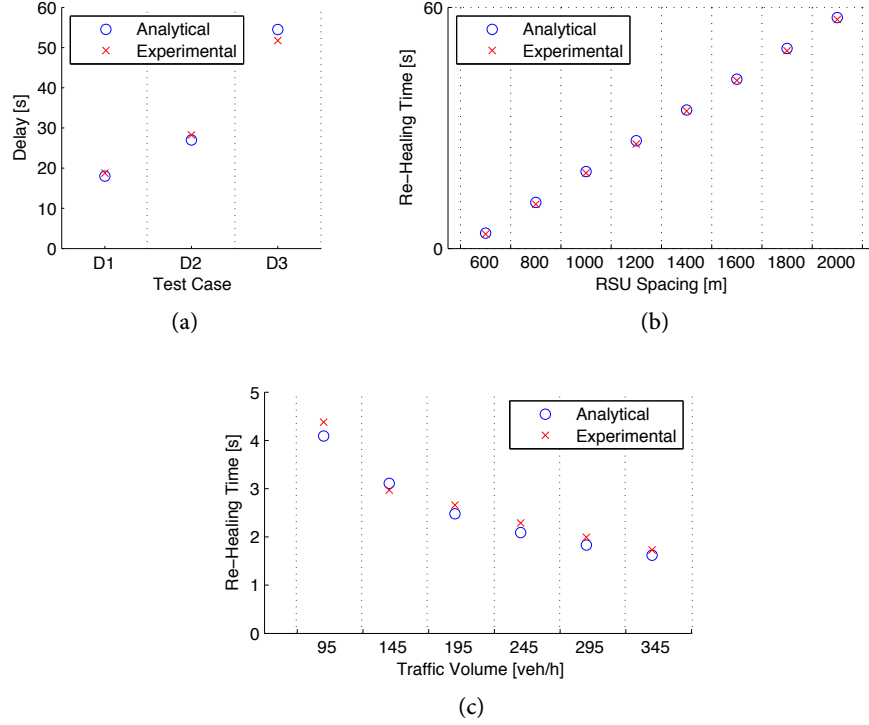 60
50
40
30
20
10
0
Delay [s]
Analytical
Experimental
D1 D2 D3
Test Case
(a)
60
0
Re−Healing Time [s]
Analytical
Experimental
600 800 1000 1200 1400 1600 1800 2000
RSU Spacing [m]
(b)
5
4
3
2
1
0
Re−Healing Time [s]
Analytical
Experimental
95 145 195 245 295 345
Traffic Volume [veh/h]
(c)